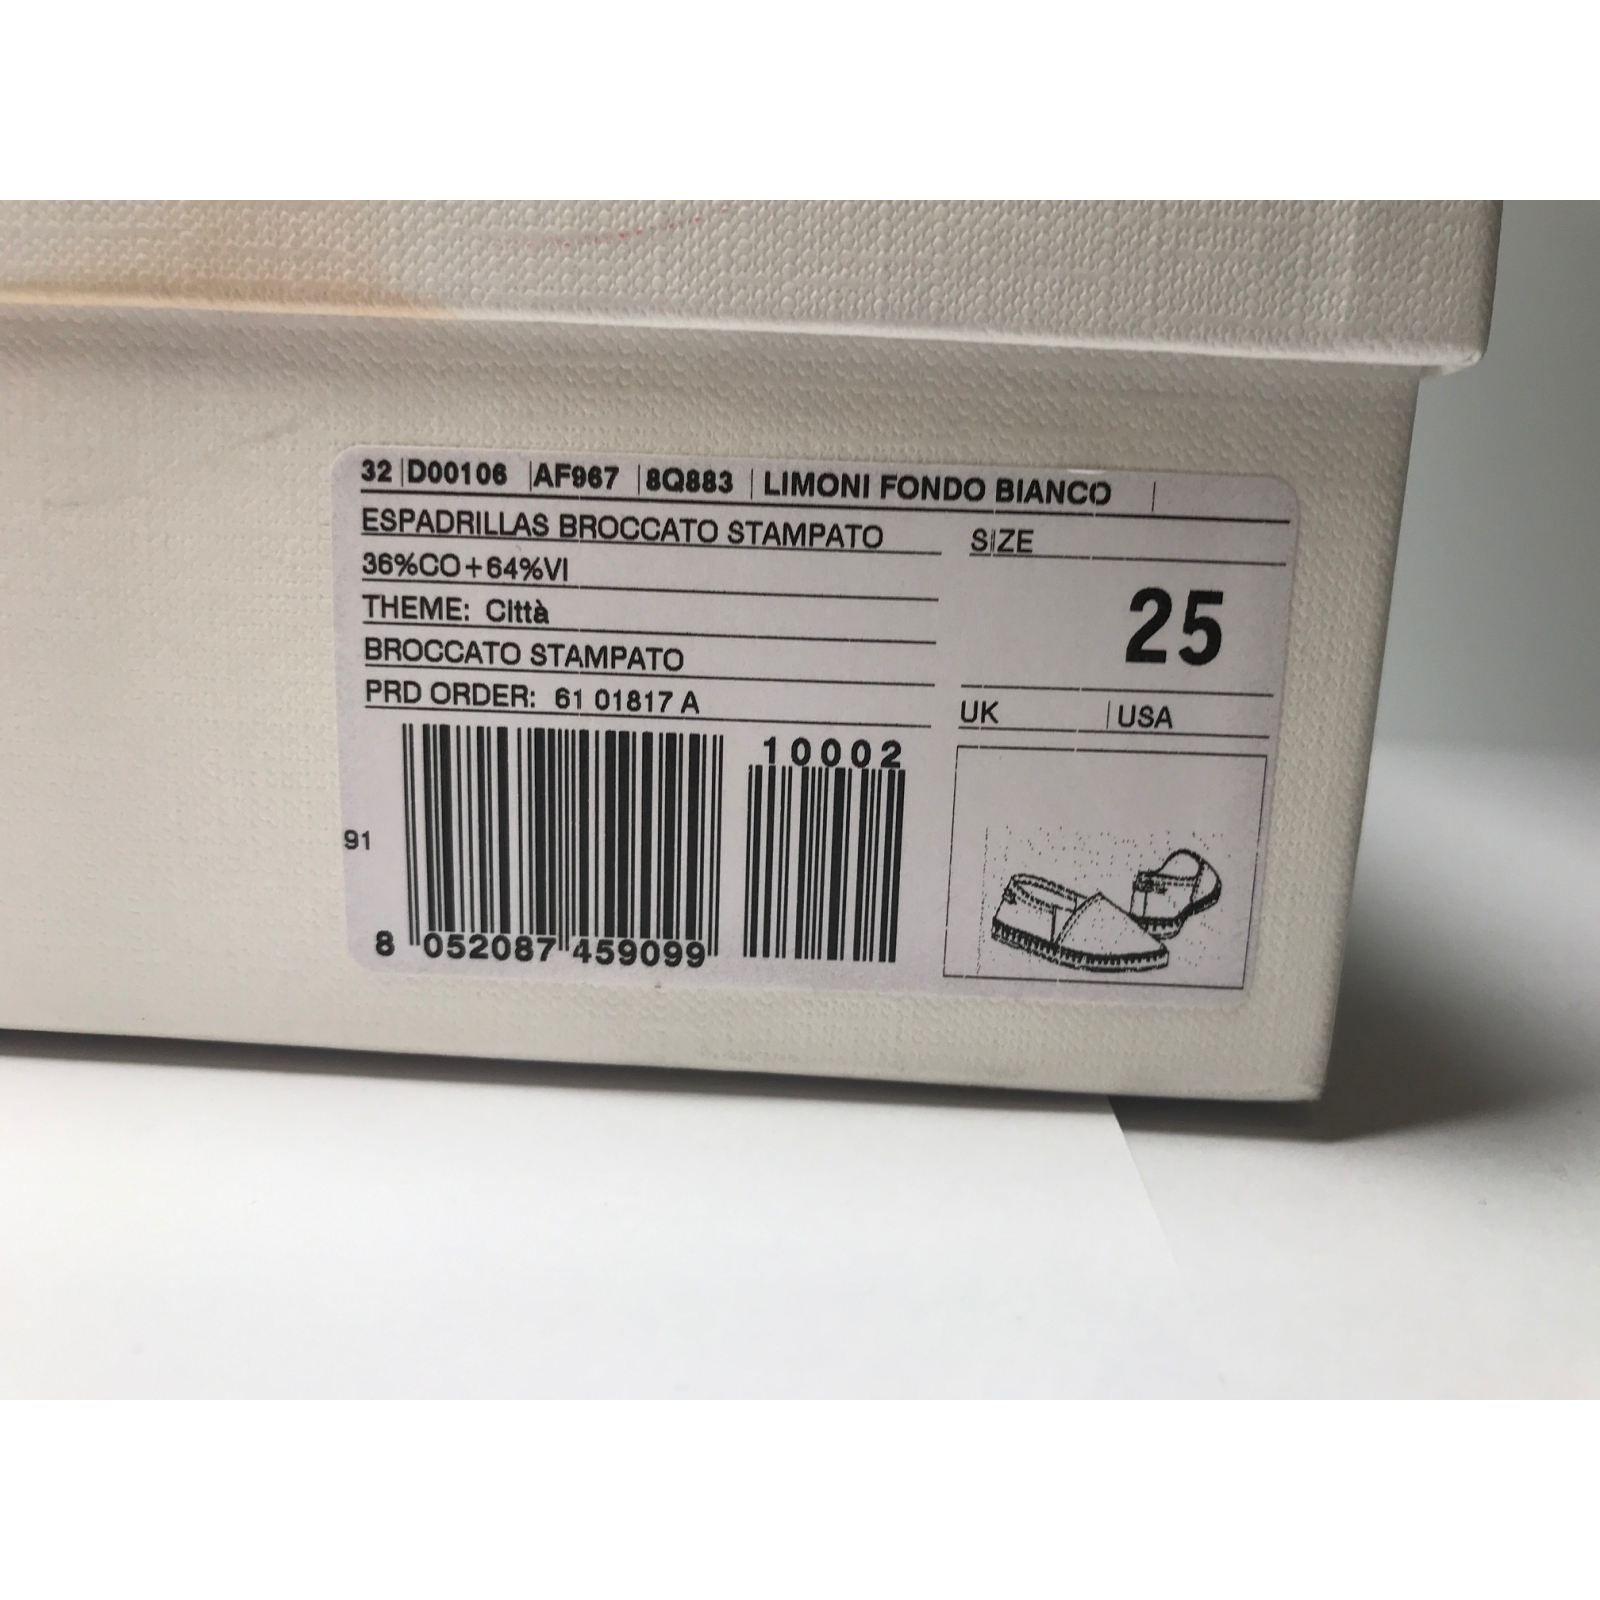 32 | D00106 | AF967 | 8Q883 | LIMONI FONDO BIANCO |
ESPADRILLAS BROCCATO STAMPATO
36%CO+64%VI
THEME: Città
BROCCATO STAMPATO
PRD ORDER: 61 01817 A
SIZE
25
UK | USA
10002
91
8 052087 459099